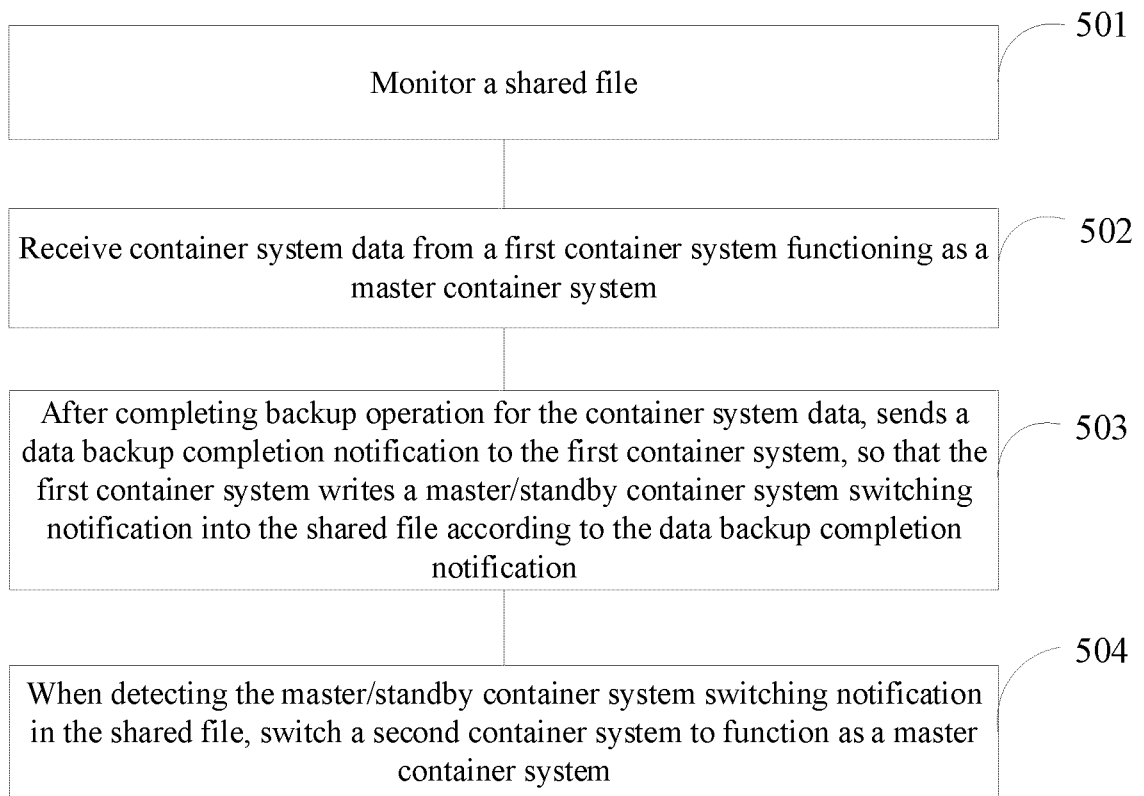 501
Monitor a shared file
502
Receive container system data from a first container system functioning as a
master container system
503
After completing backup operation for the container system data, sends a
data backup completion notification to the first container system, so that the
first container system writes a master/standby container system switching
notification into the shared file according to the data backup completion
notification
504
When detecting the master/standby container system switching notification
in the shared file, switch a second container system to function as a master
container system